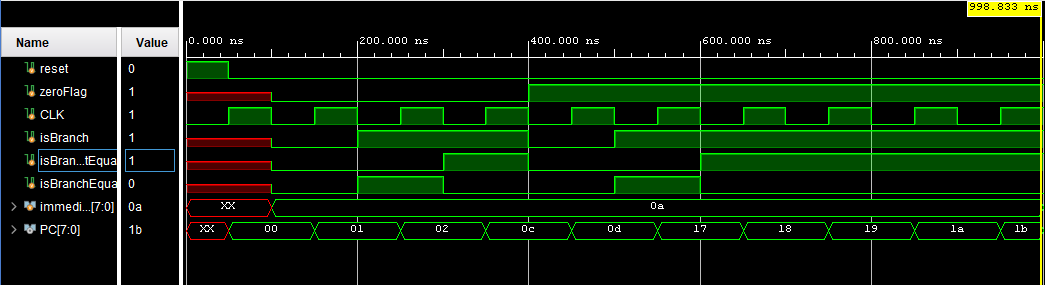 998.833 ns
Name Value 0.000 ns 200.000 ns 400.000 ns 600.000 ns 800.000 ns
reset 0
zeroFlag 1
CLK 1
isBranch 1
isBran...tEqua 1
isBranchEqua 0
immedi...[7:0] 0a XX 0a
PC[7:0] 1b XX 00 01 02 0c 0d 17 18 19 1a 1b